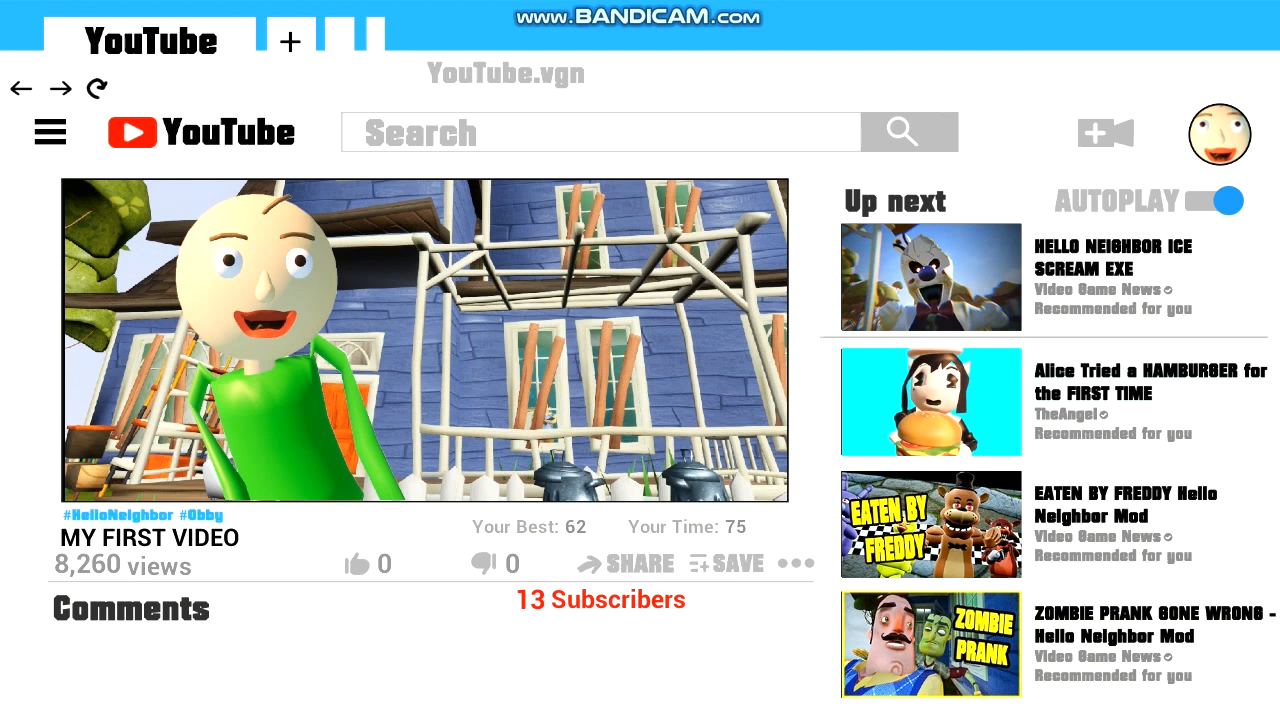 www.BANDICAM.com
YouTube
+
YouTube.vgn
YouTube
Search
Up next
AUTOPLAY
HELLO NEIGHBOR ICE
SCREAM EXE
Video Game News
Recommended for you
Alice Tried a HAMBURGER for
the FIRST TIME
TheAngel
Recommended for you
EATEN BY
FREDDY
EATEN BY FREDDY Hello
Neighbor Mod
Video Game News
Recommended for you
ZOMBIE
PRANK
ZOMBIE PRANK GONE WRONG -
Hello Neighbor Mod
Video Game News
Recommended for you
#HelloNeighbor #Obby
MY FIRST VIDEO
Your Best: 62 Your Time: 75
8,260 views
0
0
SHARE
SAVE
13 Subscribers
Comments